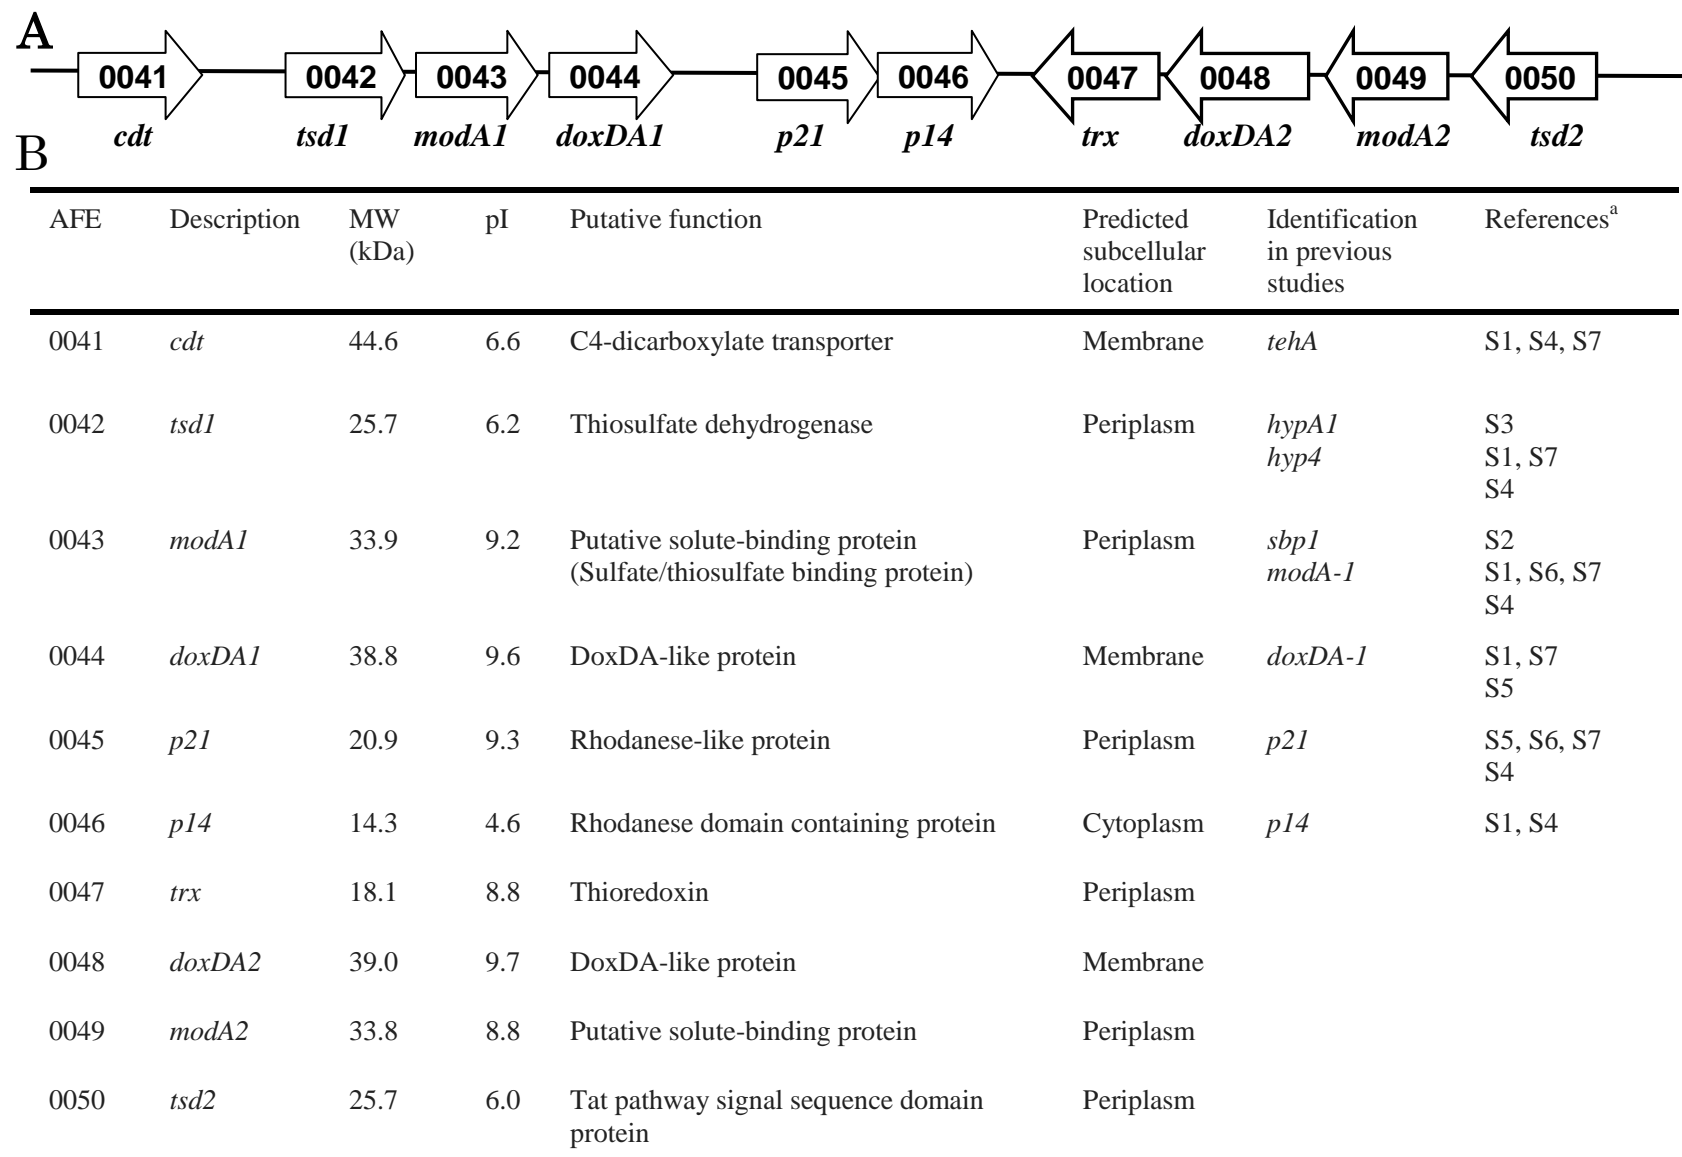 A
0041 0042 0043 0044 0045 0046 0047 0048 0049 0050
cdt tsd1 modA1 doxDA1 p21 p14 trx doxDA2 modA2 tsd2
B
AFE Description MW pI Putative function Predicted Identification Referencesa
(kDa) subcellular in previous
location studies
0041 cdt 44.6 6.6 C4-dicarboxylate transporter Membrane tehA S1, S4, S7
0042 tsd1 25.7 6.2 Thiosulfate dehydrogenase Periplasm hypA1 S3
hyp4 S1, S7
S4
0043 modA1 33.9 9.2 Putative solute-binding protein Periplasm sbp1 S2
(Sulfate/thiosulfate binding protein) modA-1 S1, S6, S7
S4
0044 doxDA1 38.8 9.6 DoxDA-like protein Membrane doxDA-1 S1, S7
S5
0045 p21 20.9 9.3 Rhodanese-like protein Periplasm p21 S5, S6, S7
S4
0046 p14 14.3 4.6 Rhodanese domain containing protein Cytoplasm p14 S1, S4
0047 trx 18.1 8.8 Thioredoxin Periplasm
0048 doxDA2 39.0 9.7 DoxDA-like protein Membrane
0049 modA2 33.8 8.8 Putative solute-binding protein Periplasm
0050 tsd2 25.7 6.0 Tat pathway signal sequence domain Periplasm
protein